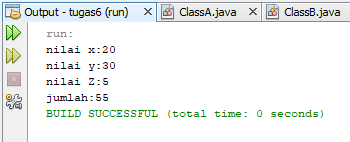 Output - tugas6 (run) ClassA.java ClassB.java
run:
nilai x:20
nilai y:30
nilai Z:5
jumlah:55
BUILD SUCCESSFUL (total time: 0 seconds)